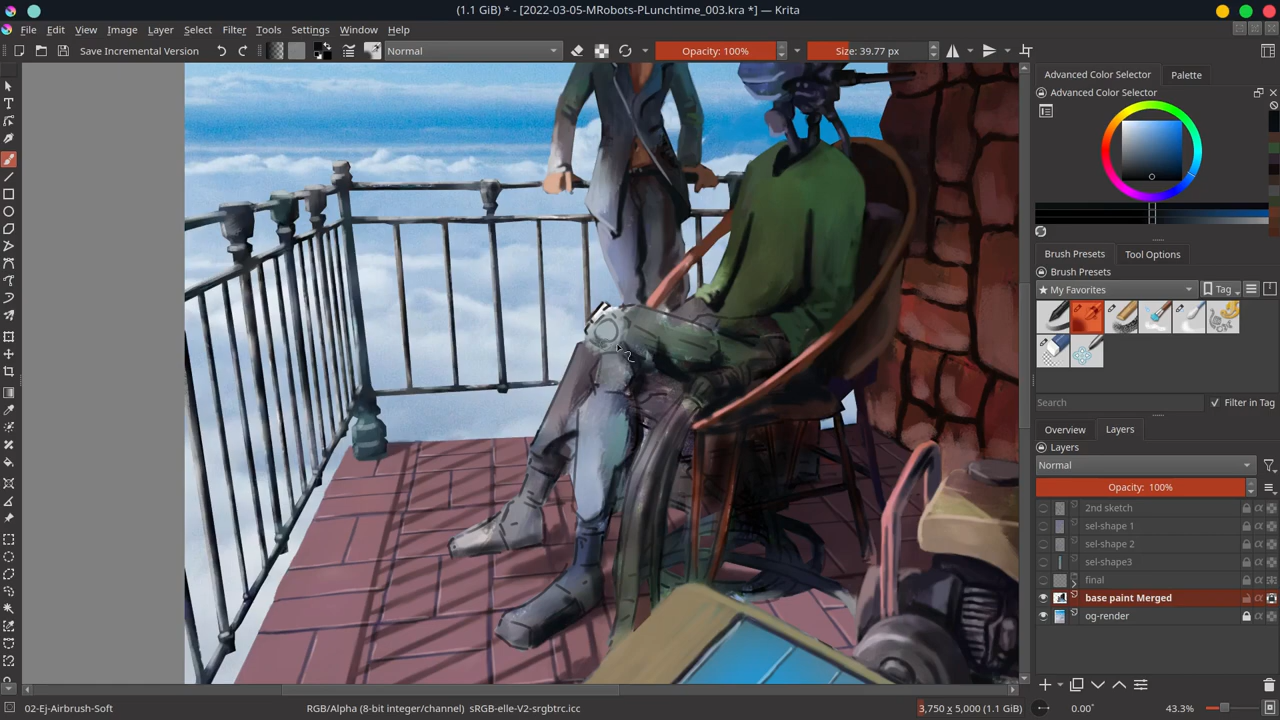 (1.1 GiB) * - [2022-03-05-MRobots-PLunchtime_003.kra *] — Krita
File Edit View Image Layer Select Filter Tools Settings Window Help
Save Incremental Version Normal Opacity: 100% Size: 39.77 px
Advanced Color Selector Palette
Advanced Color Selector
Brush Presets Tool Options
Brush Presets
★ My Favorites Tag
Search Filter in Tag
Overview Layers
Layers
Normal
Opacity: 100%
2nd sketch
sel-shape 1
sel-shape 2
sel-shape3
final
base paint Merged
og-render
02-Ej-Airbrush-Soft RGB/Alpha (8-bit integer/channel) sRGB-elle-V2-srgbtrc.icc 3,750 x 5,000 (1.1 GiB) 0.00° 43.3%